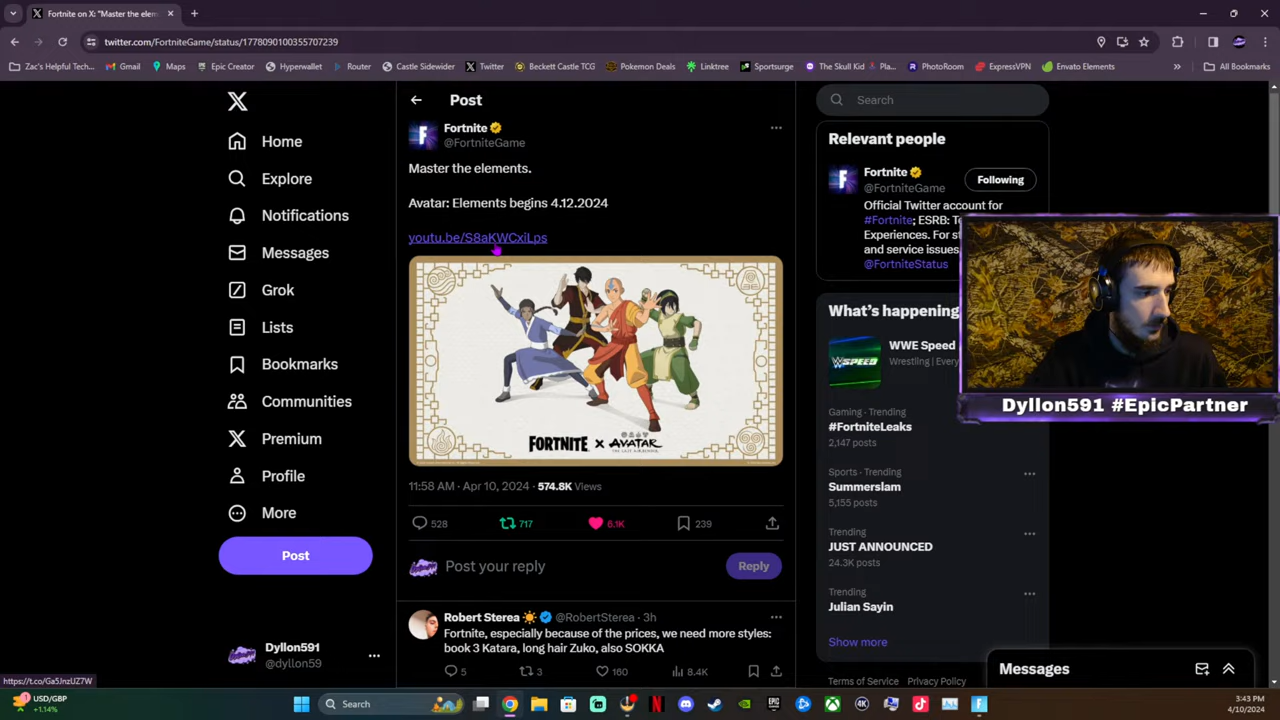 Fortnite on X: "Master the elem
twitter.com/FortniteGame/status/1778090100355707239
Zac's Helpful Tech...
Gmail
Maps
Epic Creator
Hyperwallet
Router
Castle Sidewider
Twitter
Beckett Castle TCG
Pokemon Deals
Linktree
Sportsurge
The Skull Kid ⚡ Pla...
PhotoRoom
ExpressVPN
Envato Elements
All Bookmarks
Home
Explore
Notifications
Messages
Grok
Lists
Bookmarks
Communities
Premium
Profile
More
Post
Dyllon591
@dyllon59
Post
Fortnite
@FortniteGame
Master the elements.
Avatar: Elements begins 4.12.2024
youtu.be/S8aKWCxiLps
FORTNITE X AVATAR
THE LAST AIRBENDER
11:58 AM · Apr 10, 2024 · 574.8K Views
528
717
6.1K
239
Post your reply
Reply
Robert Sterea @RobertSterea · 3h
Fortnite, especially because of the prices, we need more styles:
book 3 Katara, long hair Zuko, also SOKKA
5
3
160
8.4K
Search
Relevant people
Fortnite
@FortniteGame
Following
Official Twitter account for
#Fortnite; ESRB: T
Experiences. For s
and service issues
@FortniteStatus
What's happening
WWE Speed
Wrestling | Every
SPEED
Gaming · Trending
#FortniteLeaks
2,147 posts
Sports · Trending
Summerslam
5,155 posts
Trending
JUST ANNOUNCED
24.3K posts
Trending
Julian Sayin
Show more
Terms of Service
Privacy Policy
Dyllon591 #EpicPartner
Messages
https://t.co/Ga5JnzUZ7W
USD/GBP
+1.14%
Search
3:43 PM
4/10/2024